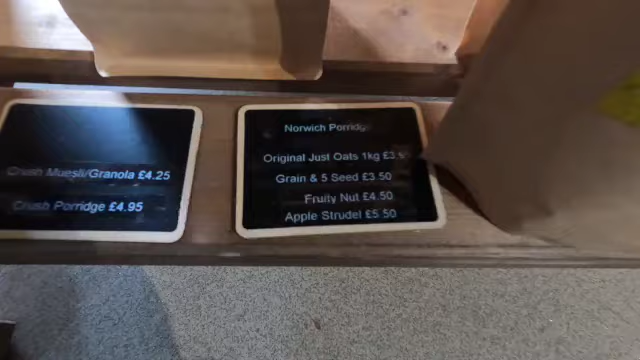 Crush Muesli/Granola £4.25
Crush Porridge £4.95
Norwich Porridge
Original Just Oats 1kg
Grain & 5 Seed £3.50
Fruity Nut £4.50
Apple Strudel £5.50